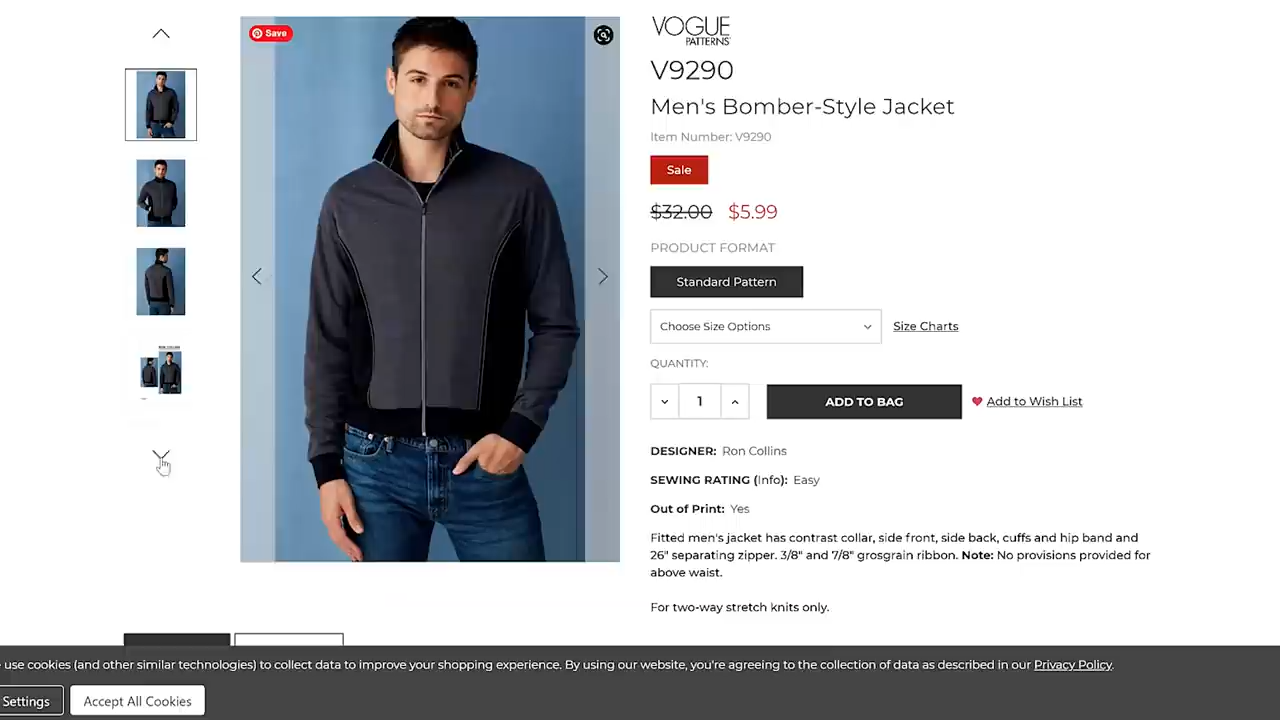 Save
VOGUE
PATTERNS
V9290
Men's Bomber-Style Jacket
Item Number: V9290
Sale
$32.00 $5.99
PRODUCT FORMAT
Standard Pattern
Choose Size Options Size Charts
QUANTITY:
1 ADD TO BAG Add to Wish List
DESIGNER: Ron Collins
SEWING RATING (Info): Easy
Out of Print: Yes
Fitted men's jacket has contrast collar, side front, side back, cuffs and hip band and
26" separating zipper. 3/8" and 7/8" grosgrain ribbon. Note: No provisions provided for
above waist.
For two-way stretch knits only.
use cookies (and other similar technologies) to collect data to improve your shopping experience. By using our website, you're agreeing to the collection of data as described in our Privacy Policy.
Settings Accept All Cookies